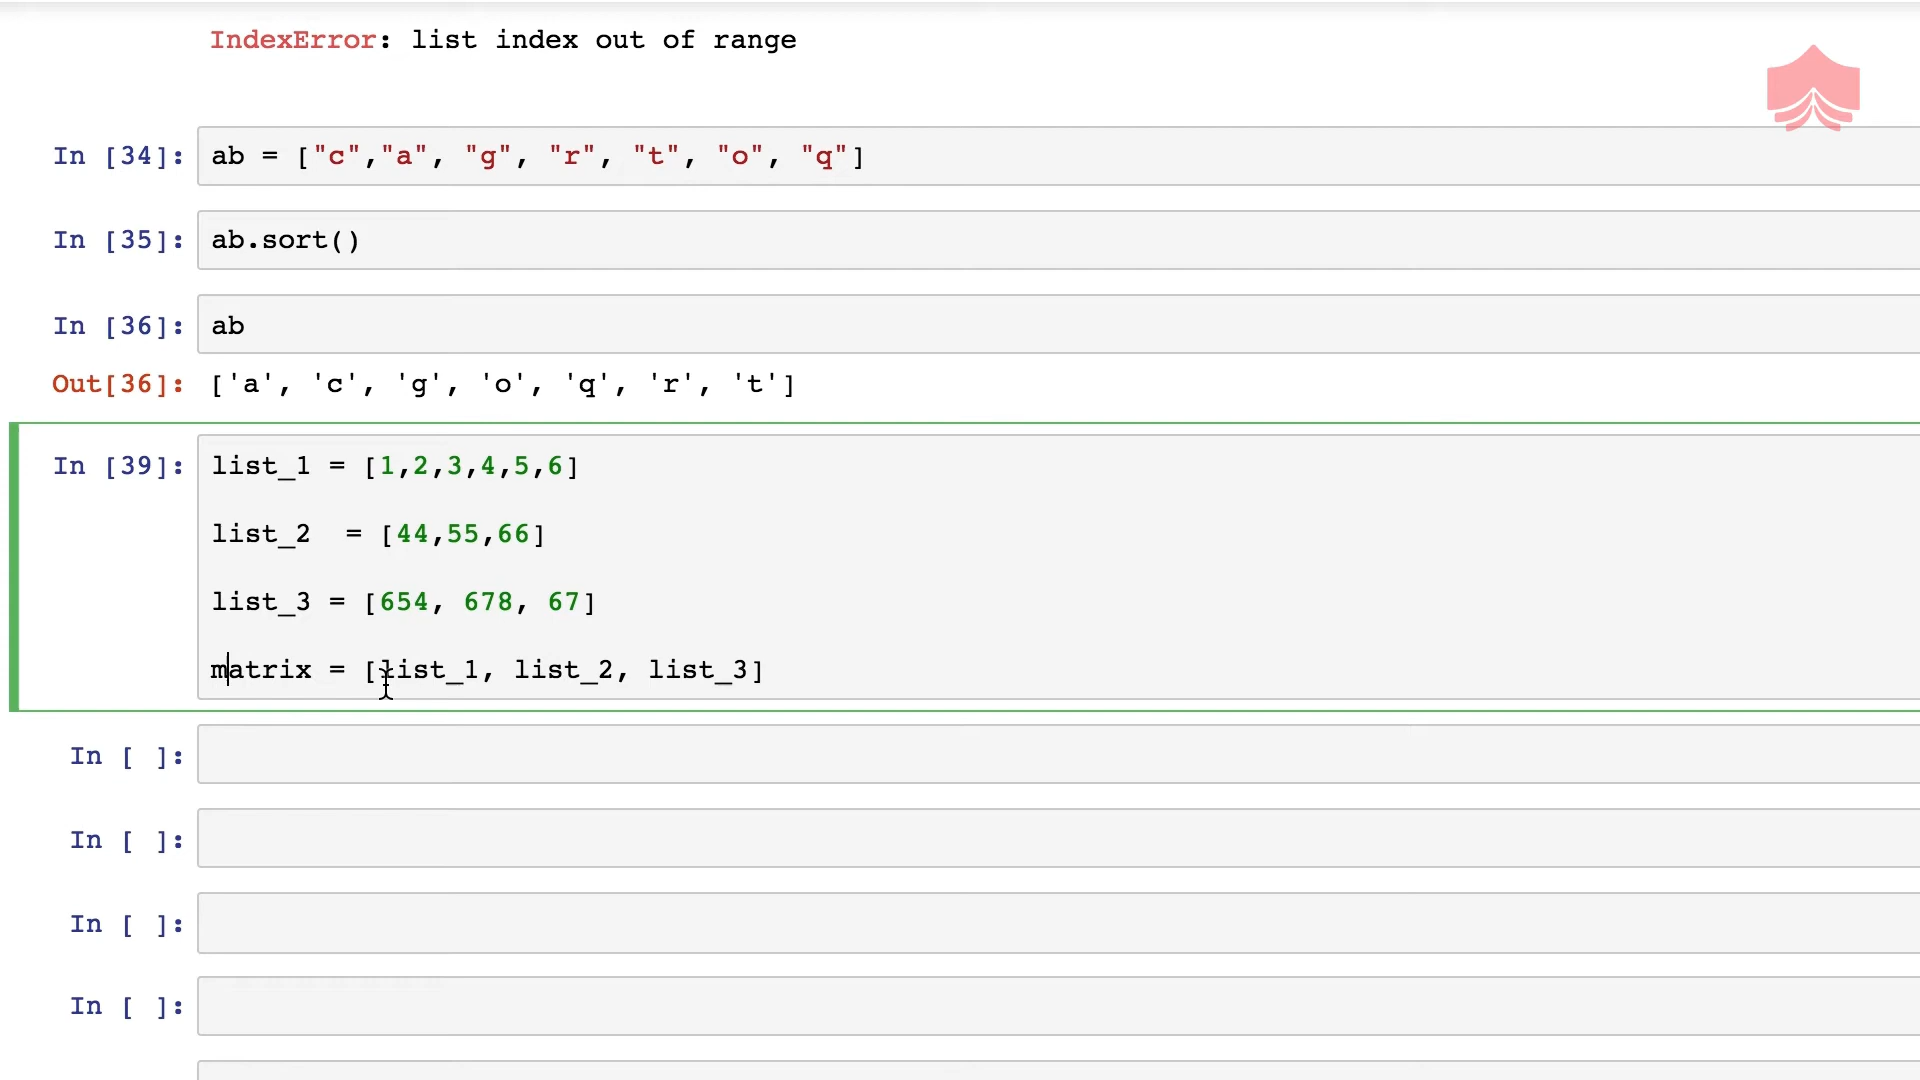 IndexError: list index out of range
In [34]: ab = ["c","a", "g", "r", "t", "o", "q"]
In [35]: ab.sort()
In [36]: ab
Out[36]: ['a', 'c', 'g', 'o', 'q', 'r', 't']
In [39]: list_1 = [1,2,3,4,5,6]
list_2  = [44,55,66]
list_3 = [654, 678, 67]
matrix = [list_1, list_2, list_3]
In [ ]:
In [ ]:
In [ ]:
In [ ]: